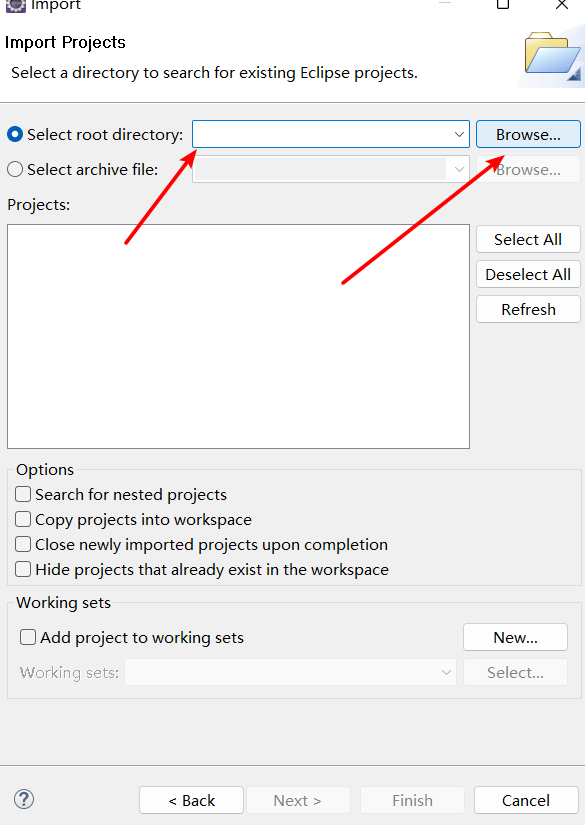 Import
Import Projects
Select a directory to search for existing Eclipse projects.
Select root directory: Browse...
Select archive file: Browse...
Projects:
Select All
Deselect All
Refresh
Options
Search for nested projects
Copy projects into workspace
Close newly imported projects upon completion
Hide projects that already exist in the workspace
Working sets
Add project to working sets New...
Working sets: Select...
? < Back Next > Finish Cancel